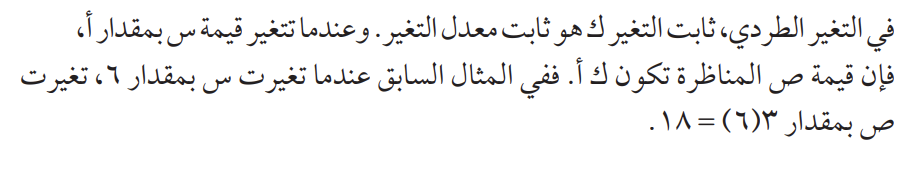 في التغير الطردي، ثابت التغير ك هو ثابت معدل التغير. وعندما تتغير قيمة س بمقدار أ،
فإن قيمة ص المناظرة تكون ك أ. ففي المثال السابق عندما تغيرت س بمقدار ٦، تغيرت
ص بمقدار ٣(٦) = ١٨.